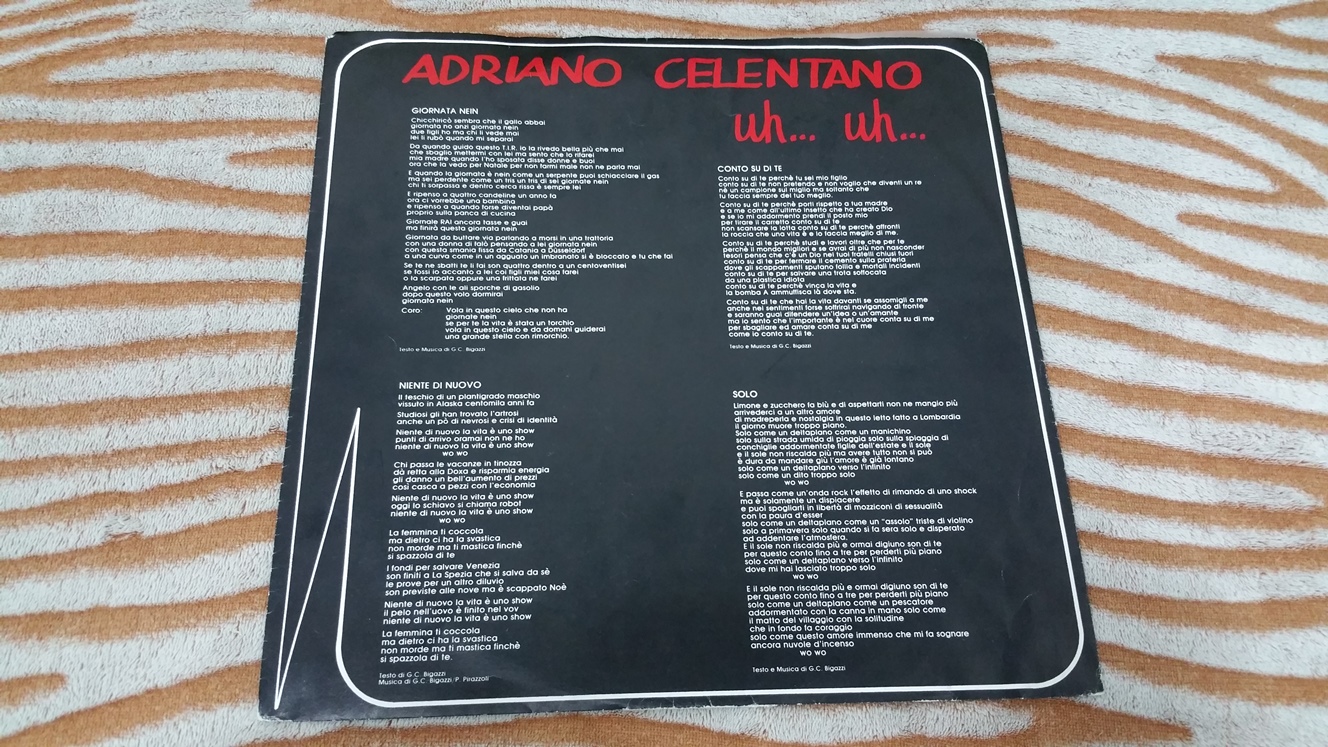 ADRIANO CELENTANO
uh... uh...
GIORNATA NEIN
Chicchiricò sembra che il gallo abbai
giornata no anzi giornata nein
due figli ho ma chi li vede mai
lei li rubò quando mi separai
Da quando guido questo T.I.R. io la rivedo bella più che mai
che sbaglio mettermi con lei ma sento che lo rifarei
mia madre quando l'ho sposata disse donne e buoi
ora che la vedo per Natale per non farmi male non ne parla mai
E quando la giornata è nein come un serpente puoi schiacciare il gas
ma sei perdente come un tris un tris di sei giornate nein
chi ti sorpassa e dentro cerca rissa è sempre lei
E ripenso a quattro candeline un anno fa
ora ci vorrebbe una bambina
e ripenso a quando forse diventai papà
proprio sulla panca di cucina
Giornale RAI ancora tasse e guai
ma finirà questa giornata nein
Giornata da buttare via parlando a morsi in una trattoria
con una donna di falò pensando a lei giornata nein
con questa smania fissa da Catania a Düsseldorf
a una curva come in un agguato un imbranato si è bloccato e tu che fai
Se te ne sbatti te li fai son quattro dentro a un centoventisei
se fossi io accanto a lei coi figli miei cosa farei
o la scarpata oppure una frittata ne farei
Angelo con le ali sporche di gasolio
dopo questo volo dormirai
giornata nein
Coro: Vola in questo cielo che non ha
giornate nein
se per te la vita è stata un torchio
vola in questo cielo e da domani guiderai
una grande stella con rimorchio.
Testo e Musica di G.C. Bigazzi
NIENTE DI NUOVO
Il teschio di un plantigrado maschio
vissuto in Alaska centomila anni fa
Studiosi gli han trovato l'artrosi
anche un pò di nevrosi e crisi di identità
Niente di nuovo la vita è uno show
punti di arrivo oramai non ne ho
niente di nuovo la vita è uno show
wo wo
Chi passa le vacanze in tinozza
dà retta alla Doxa e risparmia energia
gli danno un bell'aumento di prezzi
così casca a pezzi con l'economia
Niente di nuovo la vita è uno show
oggi lo schiavo si chiama robot
niente di nuovo la vita è uno show
wo wo
La femmina ti coccola
ma dietro ci ha la svastica
non morde ma ti mastica finchè
si spazzola di te
I fondi per salvare Venezia
son finiti a La Spezia che si salva da sè
le prove per un altro diluvio
son previste alle nove ma è scappato Noè
Niente di nuovo la vita è uno show
il pelo nell'uovo è finito nel vov
niente di nuovo la vita è uno show
La femmina ti coccola
ma dietro ci ha la svastica
non morde ma ti mastica finchè
si spazzola di te.
Testo di G.C. Bigazzi
Musica di G.C. Bigazzi/P. Pirazzoli
CONTO SU DI TE
Conto su di te perchè tu sei mio figlio
conto su di te non pretendo e non voglio che diventi un re
nè un campione sul miglio ma soltanto che
tu faccia sempre del tuo meglio.
Conto su di te perchè porti rispetto a tua madre
e a me come all'ultimo insetto che ha creato Dio
e se io mi addormento prendi il posto mio
per tirare il carretto conto su di te
non scansare la lotta conto su di te perchè affronti
la roccia che una vita è e io faccia meglio di me.
Conto su di te perchè studi e lavori oltre che per te
perchè il mondo migliori e se avrai di più non nasconder
tesori pensa che c'è un Dio nei tuoi fratelli chiusi fuori
conto su di te per fermare il cemento sulla prateria
dove gli scappamenti sputano follia e mortali incidenti
conto su di te per salvare una trota soffocata
da una plastica idiota
conto su di te perchè vinca la vita e
la bomba A ammuffisca là dove sta.
Conto su di te che hai la vita davanti se assomigli a me
anche nei sentimenti forse soffrirai navigando di fronte
e saranno guai difendere un'idea o un'amante
ma io sento che l'importante è nel cuore conta su di me
per sbagliare ed amare conta su di me
come io conto su di te.
Testo e Musica di G.C. Bigazzi
SOLO
Limone e zucchero fa blù e di aspettarti non ne mangio più
arrivederci a un altro amore
di madreperla e nostalgia in questo letto fatto a Lombardia
il giorno muore troppo piano.
Solo come un deltaplano come un manichino
solo sulla strada umida di pioggia solo sulla spiaggia di
conchiglie addormentate figlie dell'estate e il sole
e il sole non riscalda più ma avere tutto non si può
è dura da mandare giù l'amore è già lontano
solo come un deltaplano verso l'infinito
solo come un dito troppo solo
wo wo
E passa come un'onda rock l'effetto di rimando di uno shock
ma è solamente un dispiacere
e puoi spogliarti in libertà di mozziconi di sessualità
con la paura d'esser
solo come un deltaplano come un "assolo" triste di violino
solo a primavera solo quando si fa sera solo e disperato
ad addentare l'atmosfera.
E il sole non riscalda più e ormai digiuno son di te
per questo conto fino a tre per perderti più piano
solo come un deltaplano verso l'infinito
dove mi hai lasciato troppo solo
wo wo
E il sole non riscalda più e ormai digiuno son di te
per questo conto fino a tre per perderti più piano
solo come un deltaplano come un pescatore
addormentato con la canna in mano solo come
il matto del villaggio con la solitudine
che in fondo fa coraggio
solo come questo amore immenso che mi fa sognare
ancora nuvole d'incenso
wo wo
Testo e Musica di G.C. Bigazzi